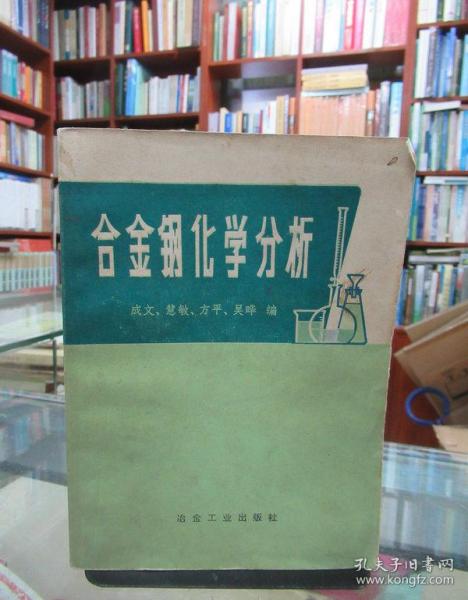 合金钢化学分析
成文、慧敏、方平、吴晔 编
冶金工业出版社
孔夫子旧书网
www.kongfz.com